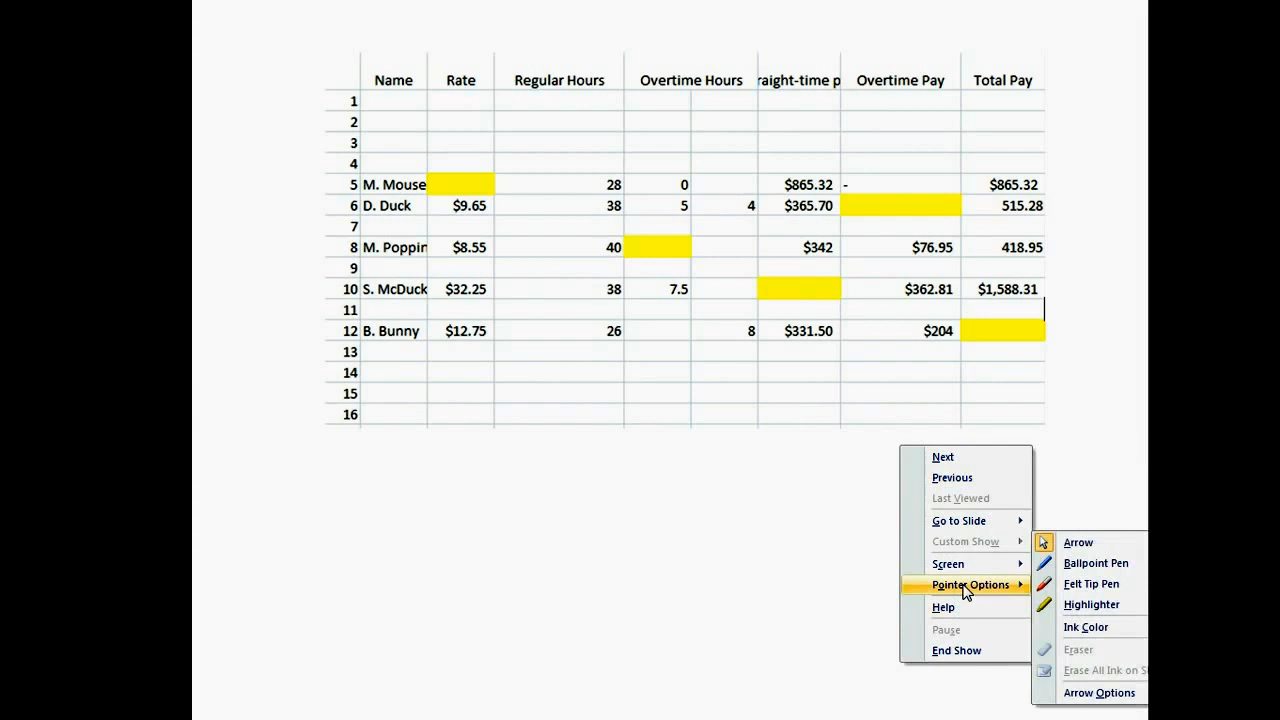 Name Rate Regular Hours Overtime Hours raight-time p Overtime Pay Total Pay
1
2
3
4
5 M. Mouse 28 0 $865.32 - $865.32
6 D. Duck $9.65 38 5 4 $365.70 515.28
7
8 M. Poppin $8.55 40 $342 $76.95 418.95
9
10 S. McDuck $32.25 38 7.5 $362.81 $1,588.31
11
12 B. Bunny $12.75 26 8 $331.50 $204
13
14
15
16
Next
Previous
Last Viewed
Go to Slide
Custom Show
Screen
Pointer Options
Help
Pause
End Show
Arrow
Ballpoint Pen
Felt Tip Pen
Highlighter
Ink Color
Eraser
Erase All Ink on S
Arrow Options